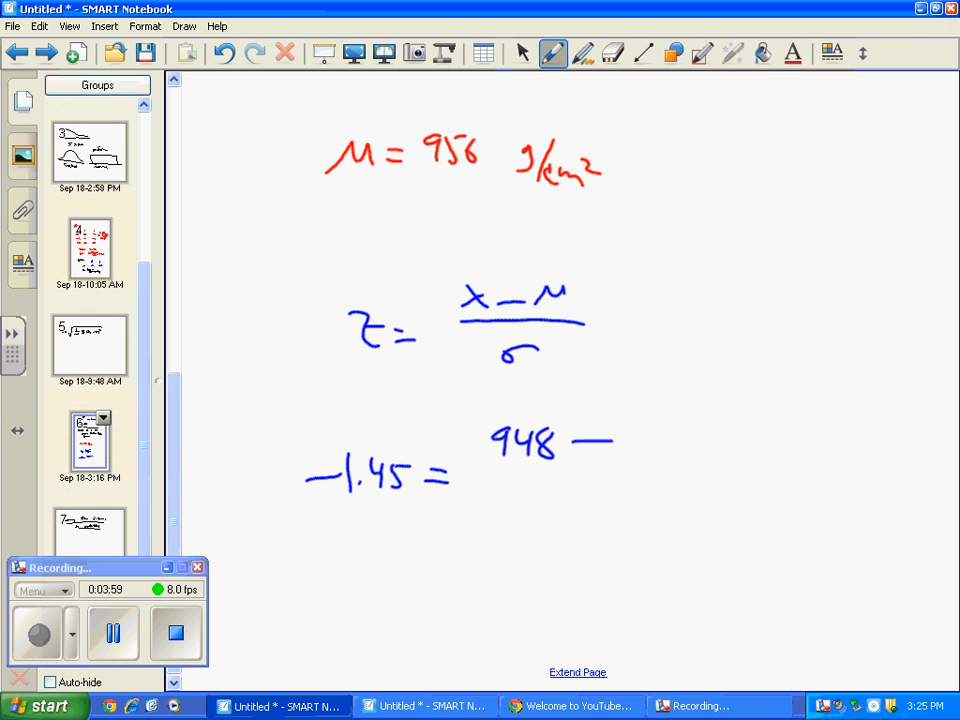 Untitled * - SMART Notebook
File Edit View Insert Format Draw Help
Groups
Sep 18-2:58 PM
Sep 18-10:05 AM
Sep 18-9:48 AM
Sep 18-3:16 PM
μ = 956 g/km²
z = x - μ
σ
948 -
-1.45 =
Recording...
Menu 0:03:59 8.0 fps
Auto-hide
Extend Page
start Untitled * - SMART N... Untitled * - SMART N... Welcome to YouTube... Recording... 3:25 PM